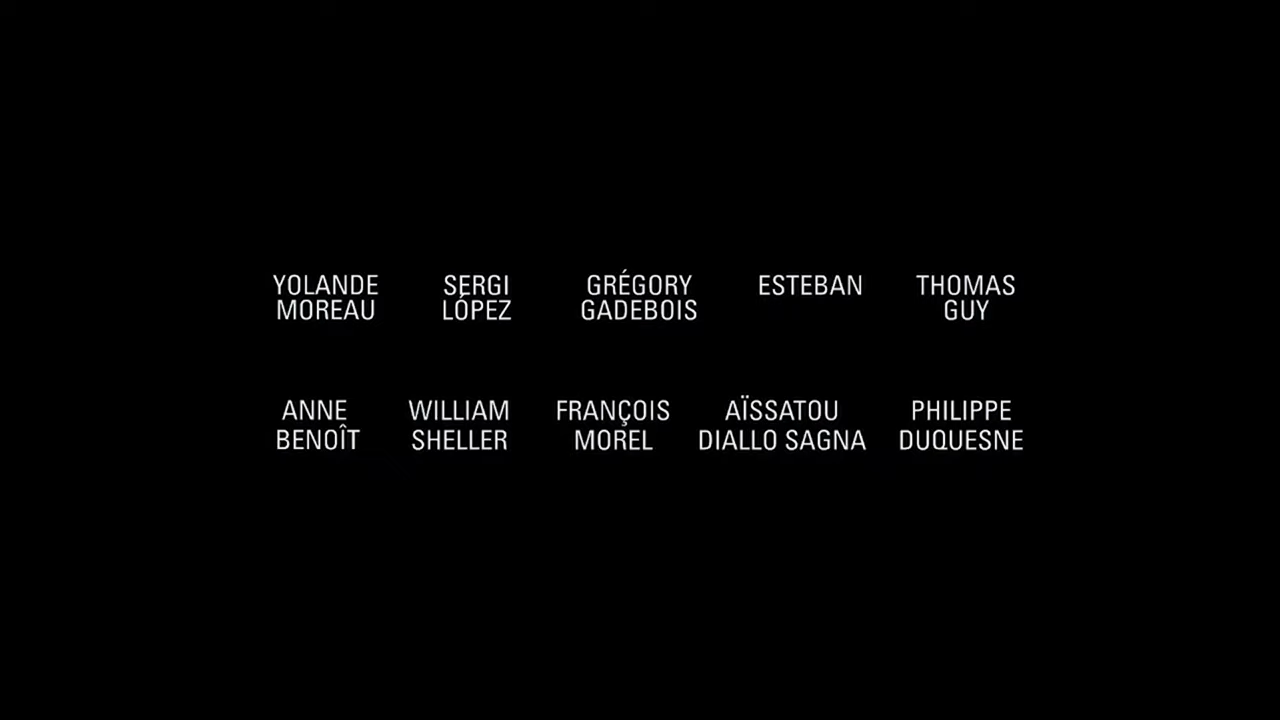 YOLANDE SERGI GRÉGORY ESTEBAN THOMAS
MOREAU LÓPEZ GADEBOIS GUY
ANNE WILLIAM FRANÇOIS AÏSSATOU PHILIPPE
BENOÎT SHELLER MOREL DIALLO SAGNA DUQUESNE